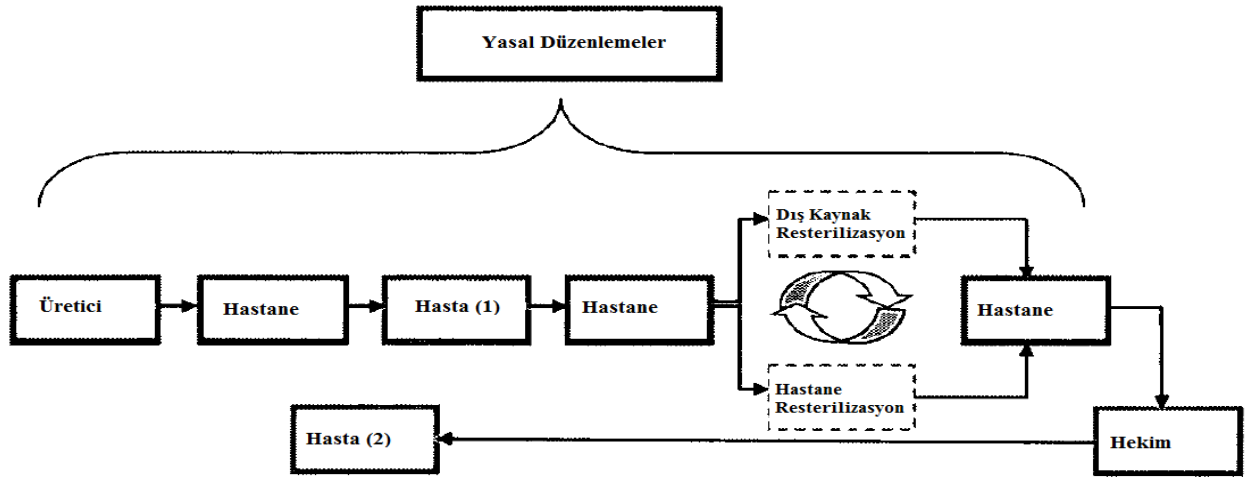 Yasal Düzenlemeler
Dış Kaynak
Resterilizasyon
Üretici
Hastane
Hasta (1)
Hastane
Hastane
Hastane
Resterilizasyon
Hasta (2)
Hekim